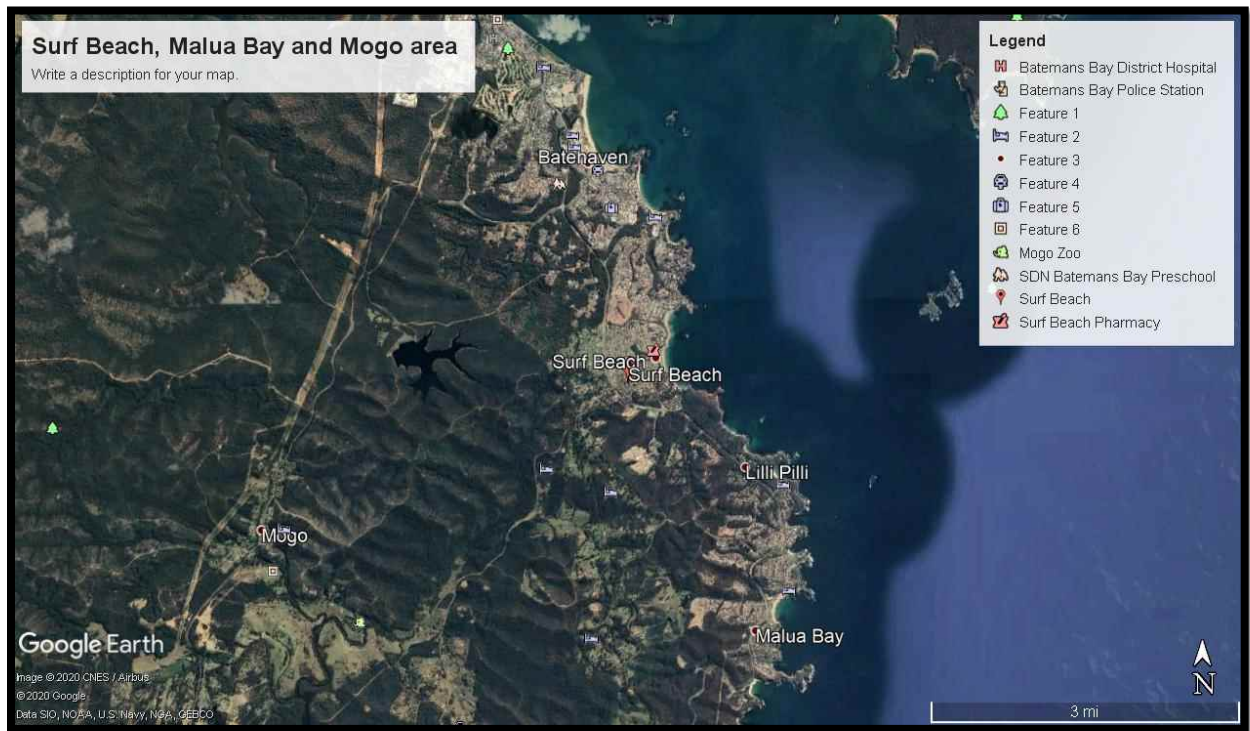 Surf Beach, Malua Bay and Mogo area
Write a description for your map.
Legend
Batemans Bay District Hospital
Batemans Bay Police Station
Feature 1
Feature 2
Feature 3
Feature 4
Feature 5
Feature 6
Mogo Zoo
SDN Batemans Bay Preschool
Surf Beach
Surf Beach Pharmacy
Batehaven
Surf Beach
Surf Beach
Lilli Pilli
Mogo
Malua Bay
Google Earth
Image © 2020 CNES / Airbus
© 2020 Google
Data SIO, NOAA, U.S. Navy, NGA, GEBCO
N
3 mi